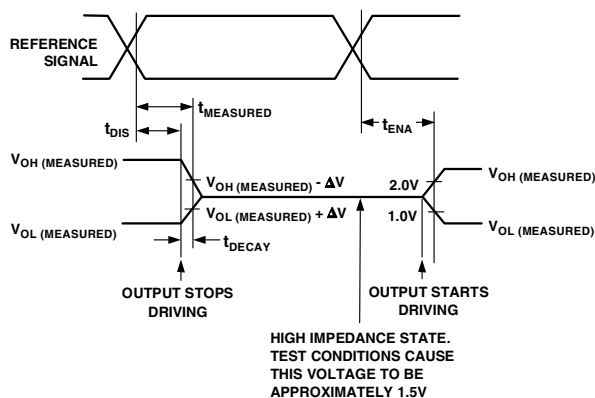 REFERENCE
SIGNAL
tMEASURED
tDIS
tENA
VOH (MEASURED)
VOH (MEASURED) - ΔV
2.0V
VOH (MEASURED)
VOL (MEASURED)
VOL (MEASURED) + ΔV
1.0V
VOL (MEASURED)
tDECAY
OUTPUT STOPS
DRIVING
OUTPUT STARTS
DRIVING
HIGH IMPEDANCE STATE.
TEST CONDITIONS CAUSE
THIS VOLTAGE TO BE
APPROXIMATELY 1.5V